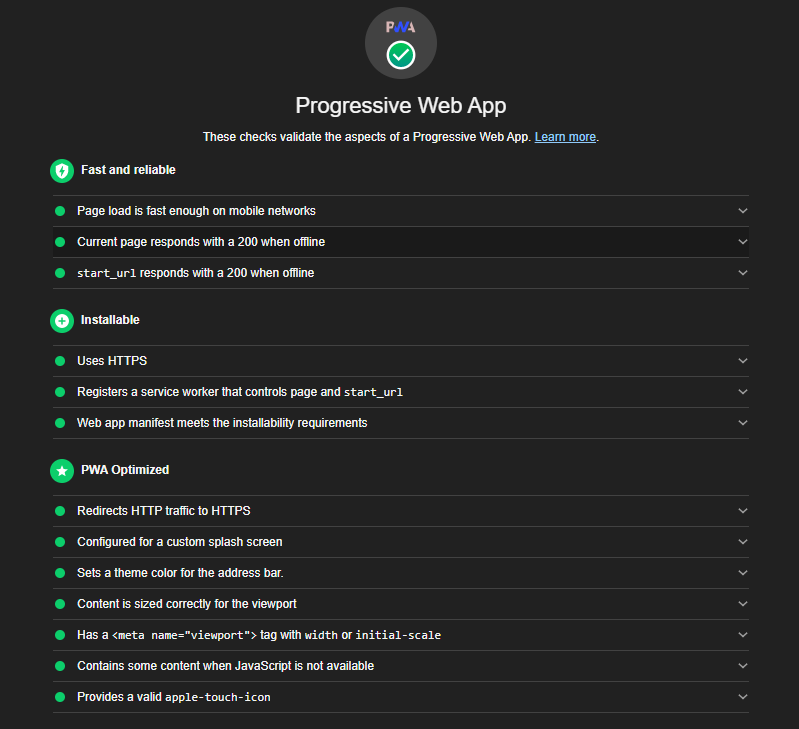 PWA
Progressive Web App
These checks validate the aspects of a Progressive Web App. Learn more.
Fast and reliable
Page load is fast enough on mobile networks
Current page responds with a 200 when offline
start_url responds with a 200 when offline
Installable
Uses HTTPS
Registers a service worker that controls page and start_url
Web app manifest meets the installability requirements
PWA Optimized
Redirects HTTP traffic to HTTPS
Configured for a custom splash screen
Sets a theme color for the address bar.
Content is sized correctly for the viewport
Has a <meta name="viewport"> tag with width or initial-scale
Contains some content when JavaScript is not available
Provides a valid apple-touch-icon